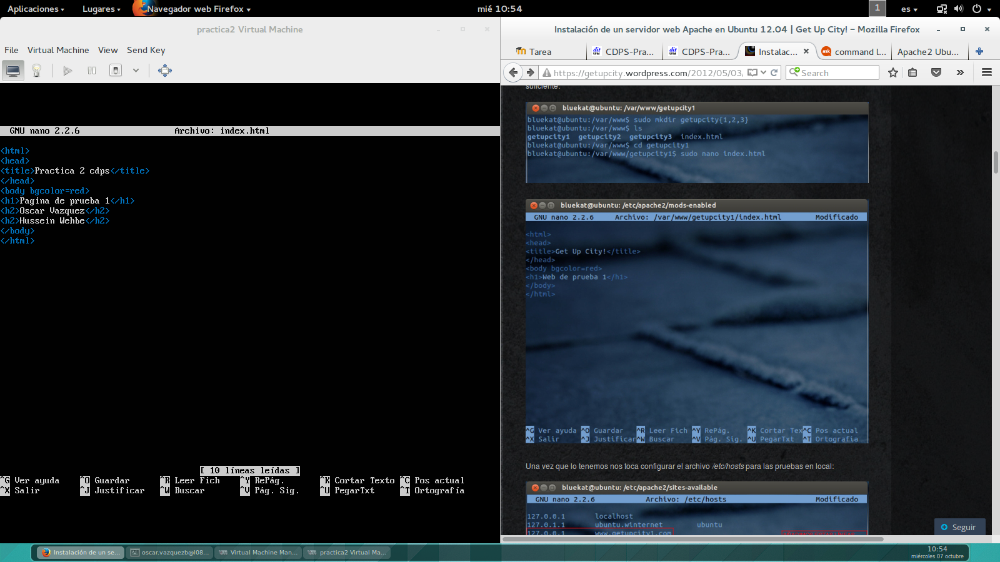 Aplicaciones Lugares Navegador web Firefox mié 10:54 1 es
practica2 Virtual Machine
File Virtual Machine View Send Key
GNU nano 2.2.6 Archivo: index.html
<html>
<head>
<title>Practica 2 cdps</title>
</head>
<body bgcolor=red>
<h1>Pagina de prueba 1</h1>
<h2>Oscar Vazquez</h2>
<h2>Hussein Wehbe</h2>
</body>
</html>
[ 10 líneas leídas ]
^G Ver ayuda ^O Guardar ^R Leer Fich ^Y RePág. ^K Cortar Texto ^C Pos actual
^X Salir ^J Justificar ^W Buscar ^V Pág. Sig. ^U PegarTxt ^T Ortografía
Instalación de un servidor web Apache en Ubuntu 12.04 | Get Up City! – Mozilla Firefox
Tarea dit UPM CDPS-Pra... dit UPM CDPS-Pra... Instalac... ask command l... Apache2 Ubu...
https://getupcity.wordpress.com/2012/05/03, Search
suficiente.
bluekat@ubuntu: /var/www/getupcity1
bluekat@ubuntu:/var/www$ sudo mkdir getupcity{1,2,3}
bluekat@ubuntu:/var/www$ ls
getupcity1 getupcity2 getupcity3 index.html
bluekat@ubuntu:/var/www$ cd getupcity1
bluekat@ubuntu:/var/www/getupcity1$ sudo nano index.html
bluekat@ubuntu: /etc/apache2/mods-enabled
GNU nano 2.2.6 Archivo: /var/www/getupcity1/index.html Modificado
<html>
<head>
<title>Get Up City!</title>
</head>
<body bgcolor=red>
<h1>Web de prueba 1</h1>
</body>
</html>
^G Ver ayuda ^O Guardar ^R Leer Fich ^Y RePág. ^K Cortar Tex ^C Pos actual
^X Salir ^J Justificar ^W Buscar ^V Pág. Sig. ^U PegarTxt ^T Ortografía
Una vez que lo tenemos nos toca configurar el archivo /etc/hosts para las pruebas en local:
bluekat@ubuntu: /etc/apache2/sites-available
GNU nano 2.2.6 Archivo: /etc/hosts Modificado
127.0.0.1 localhost
127.0.1.1 ubuntu.winternet ubuntu
127.0.0.1 www.getupcity1.com
Seguir
Instalación de un se... oscar.vazquezb@l08... Virtual Machine Man... practica2 Virtual Ma...
10:54
miércoles 07 octubre